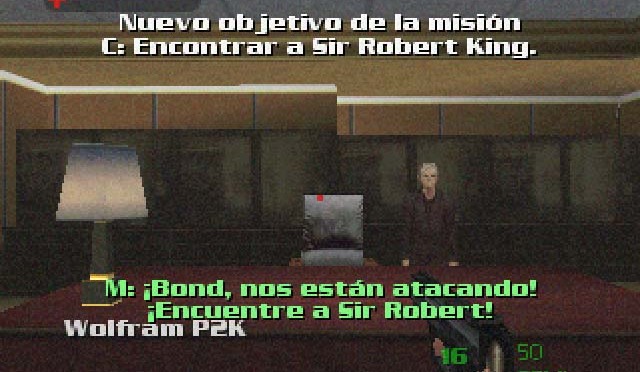 Nuevo objetivo de la misión
C: Encontrar a Sir Robert King.
M: ¡Bond, nos están atacando!
¡Encuentre a Sir Robert!
Wolfram P2K
16
50